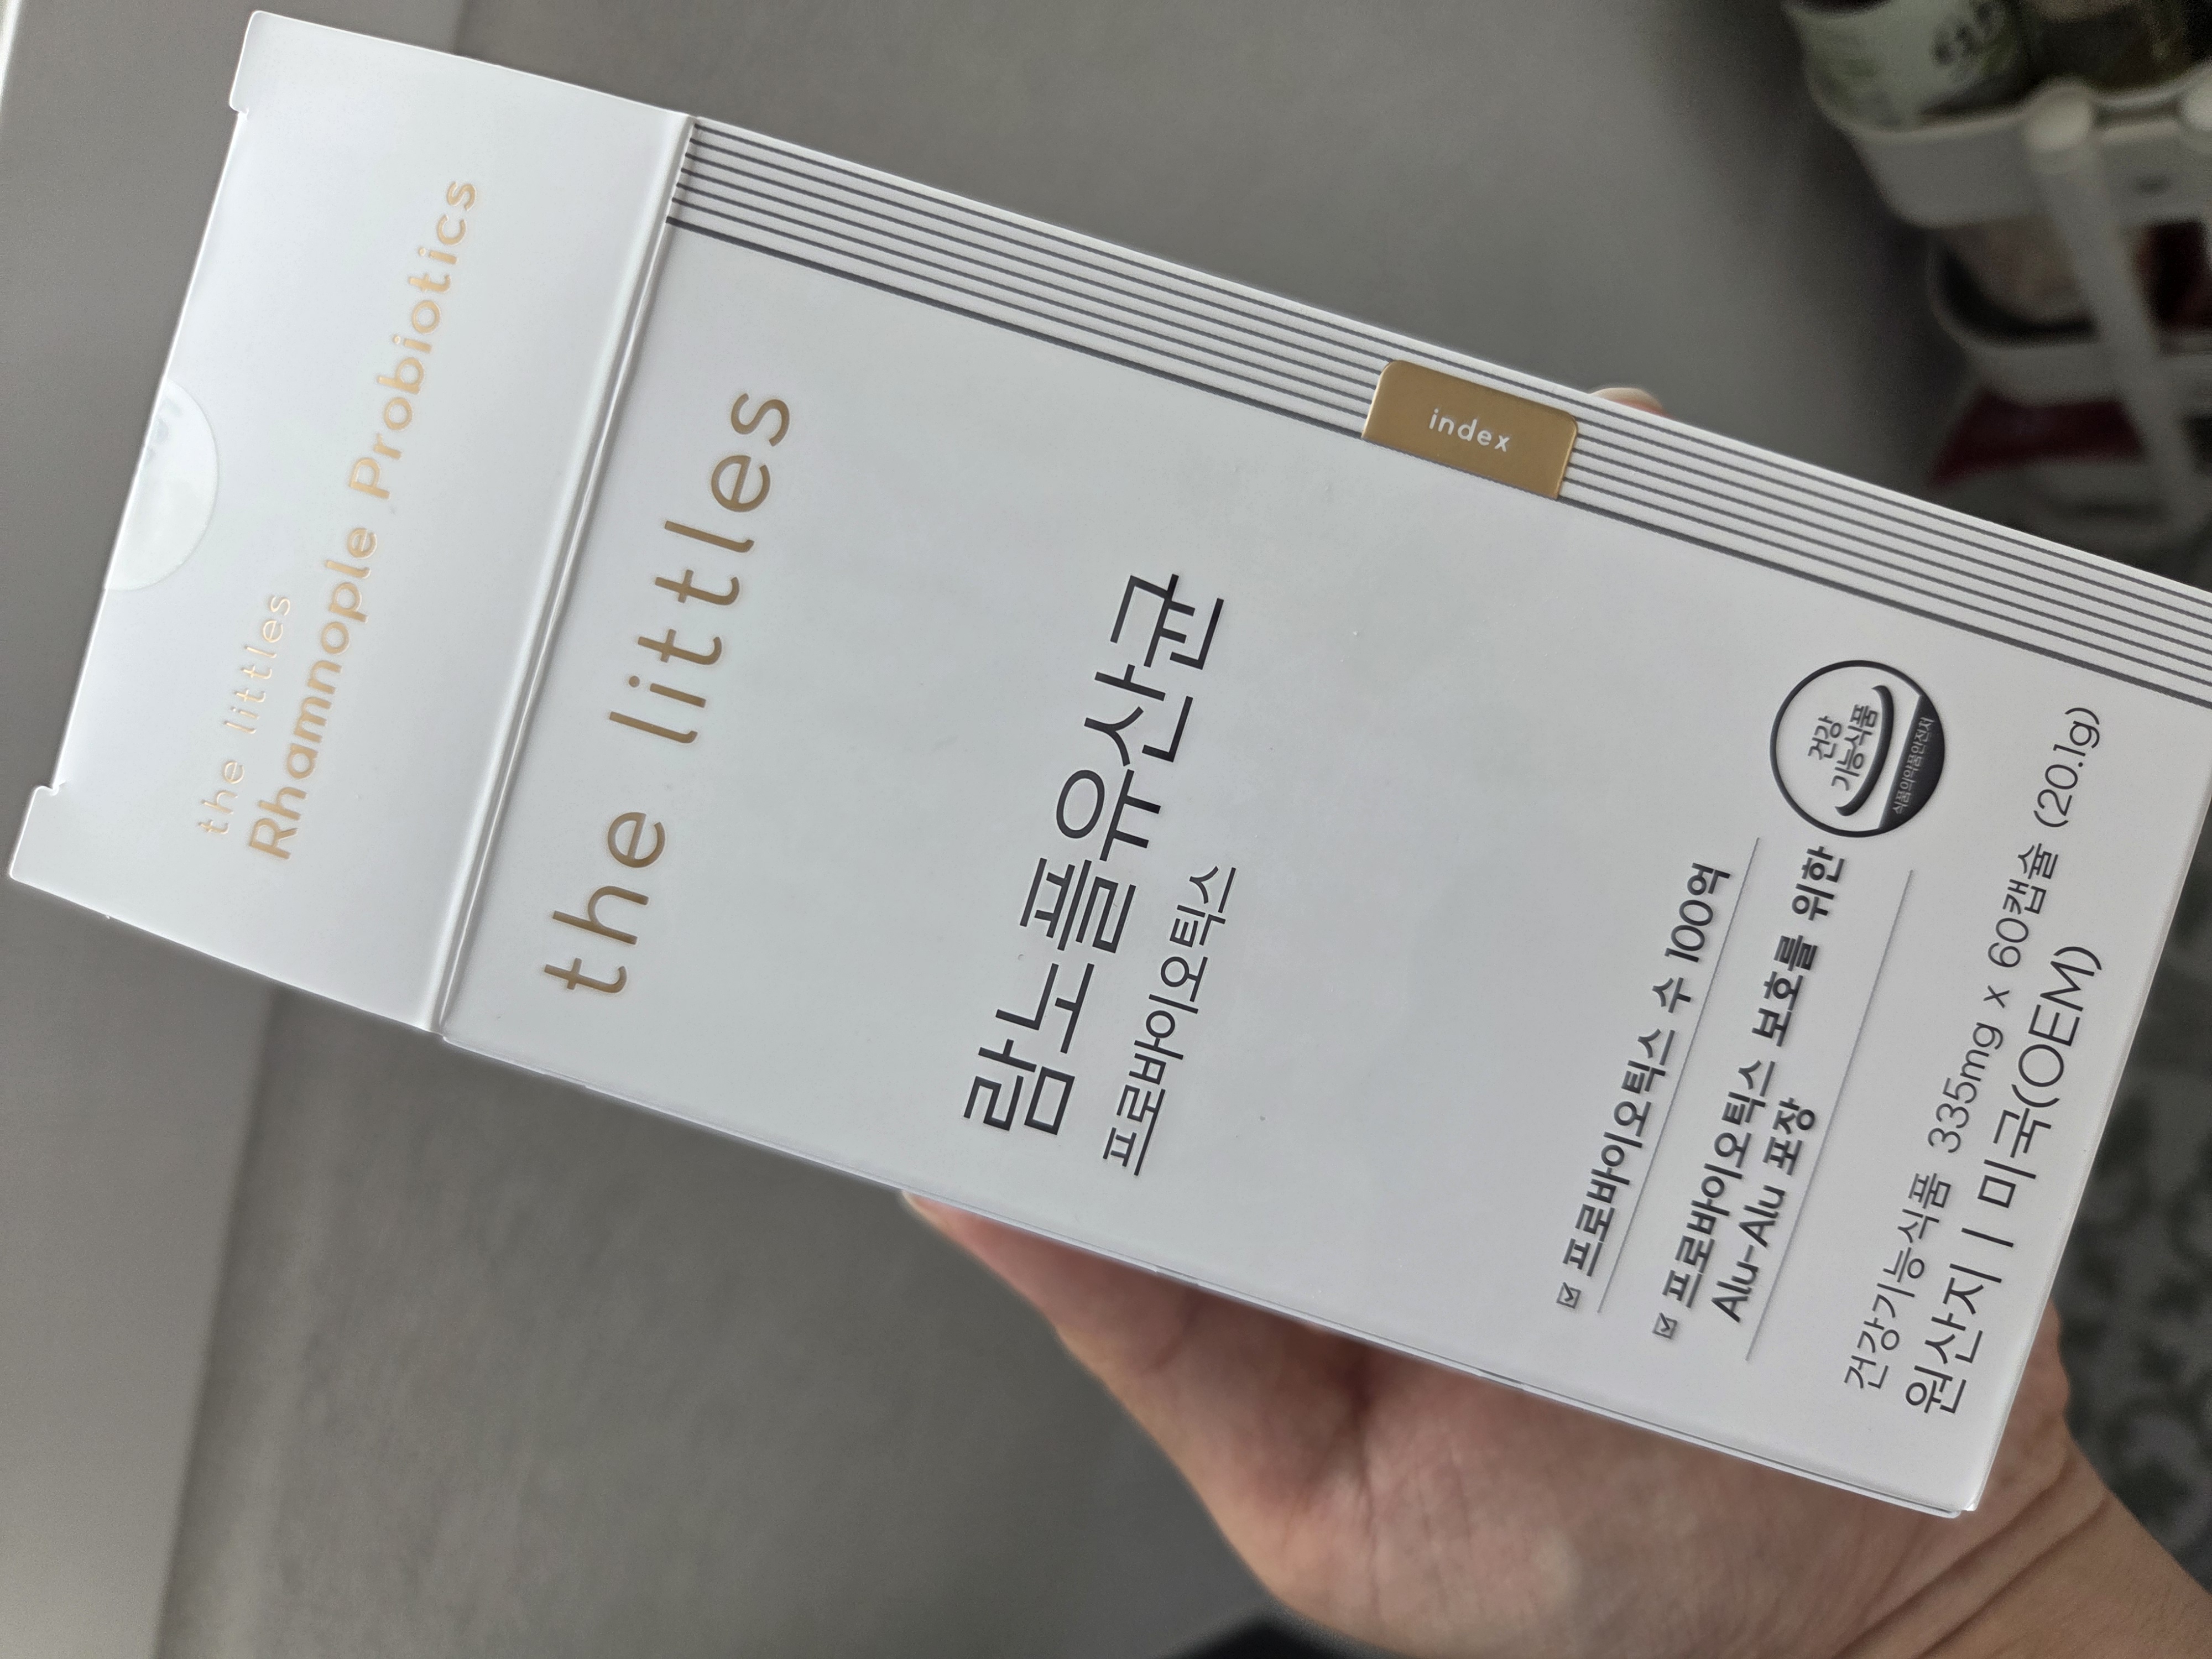 the littles
Rhamnople Probiotics
the littles
index
람노플유산균
프로바이오틱스
프로바이오틱스 수 100억
프로바이오틱스 보호를 위한
Alu-Alu 포장
건강
기능식품
식품의약품안전처
건강기능식품 335mg x 60캡슐 (20.1g)
원산지 | 미국(OEM)